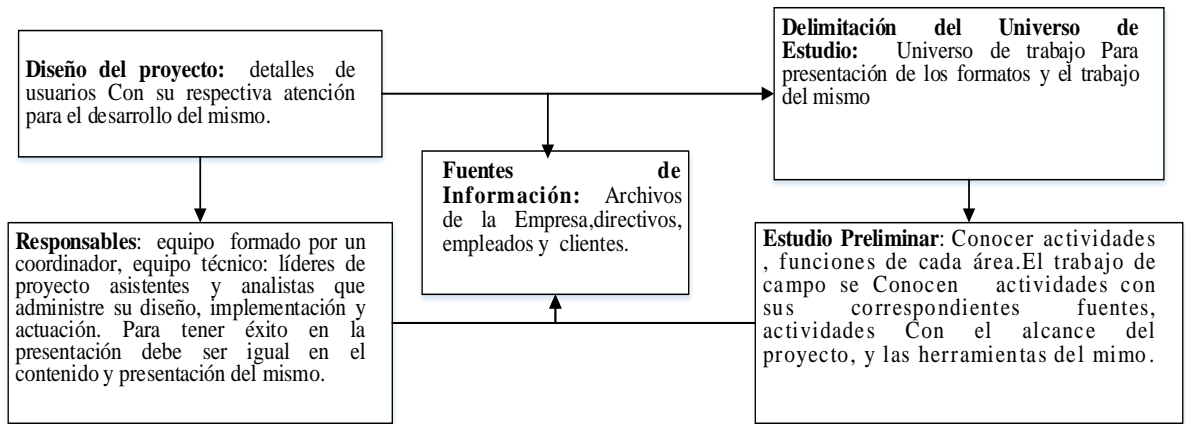 Diseño del proyecto: detalles de
usuarios Con su respectiva atención
para el desarrollo del mismo.
Delimitación del Universo de
Estudio: Universo de trabajo Para
presentación de los formatos y el trabajo
del mismo
Fuentes de
Información: Archivos
de la Empresa,directivos,
empleados y clientes.
Responsables: equipo formado por un
coordinador, equipo técnico: líderes de
proyecto asistentes y analistas que
administre su diseño, implementación y
actuación. Para tener éxito en la
presentación debe ser igual en el
contenido y presentación del mismo.
Estudio Preliminar: Conocer actividades
, funciones de cada área.El trabajo de
campo se Conocen actividades con
sus correspondientes fuentes,
actividades Con el alcance del
proyecto, y las herramientas del mimo.